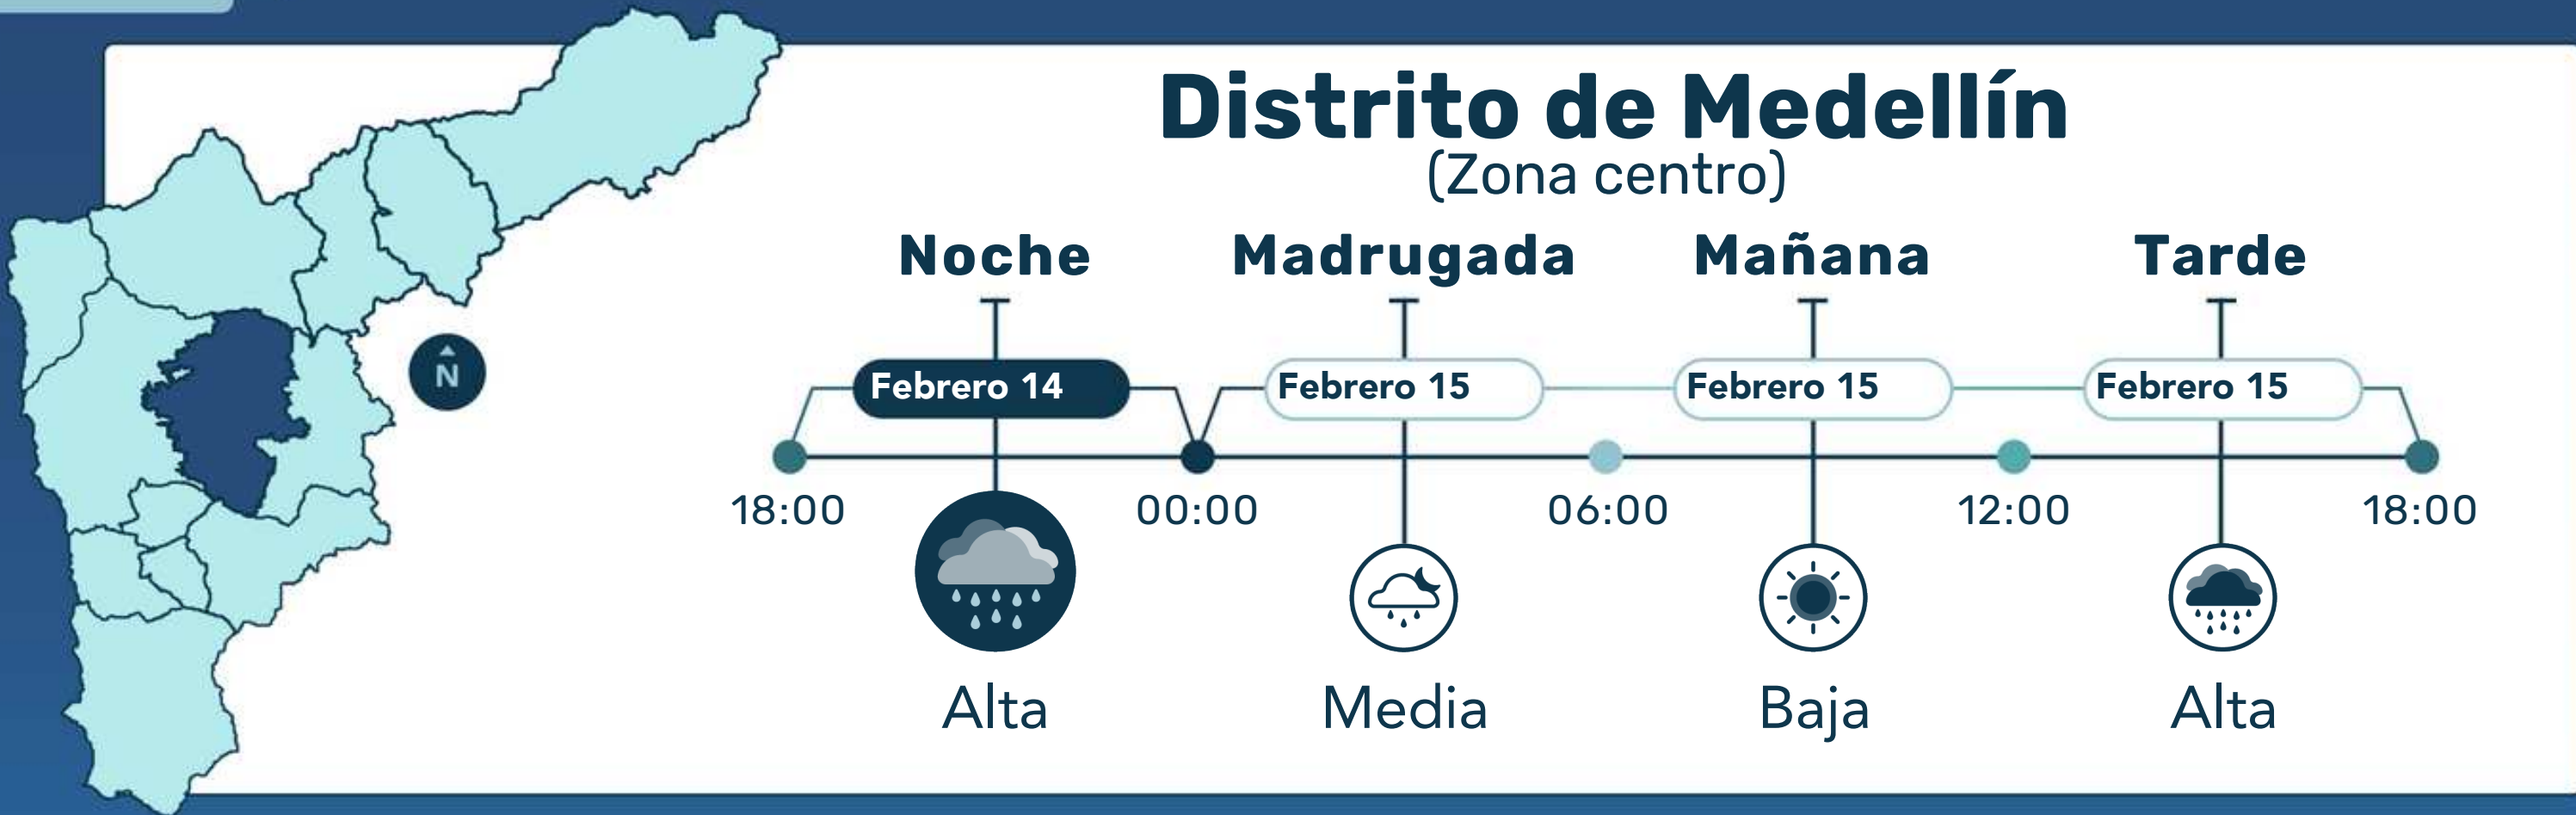 Distrito de Medellín
(Zona centro)
Noche Madrugada Mañana Tarde
Febrero 14 Febrero 15 Febrero 15 Febrero 15
N
18:00 00:00 06:00 12:00 18:00
Alta Media Baja Alta